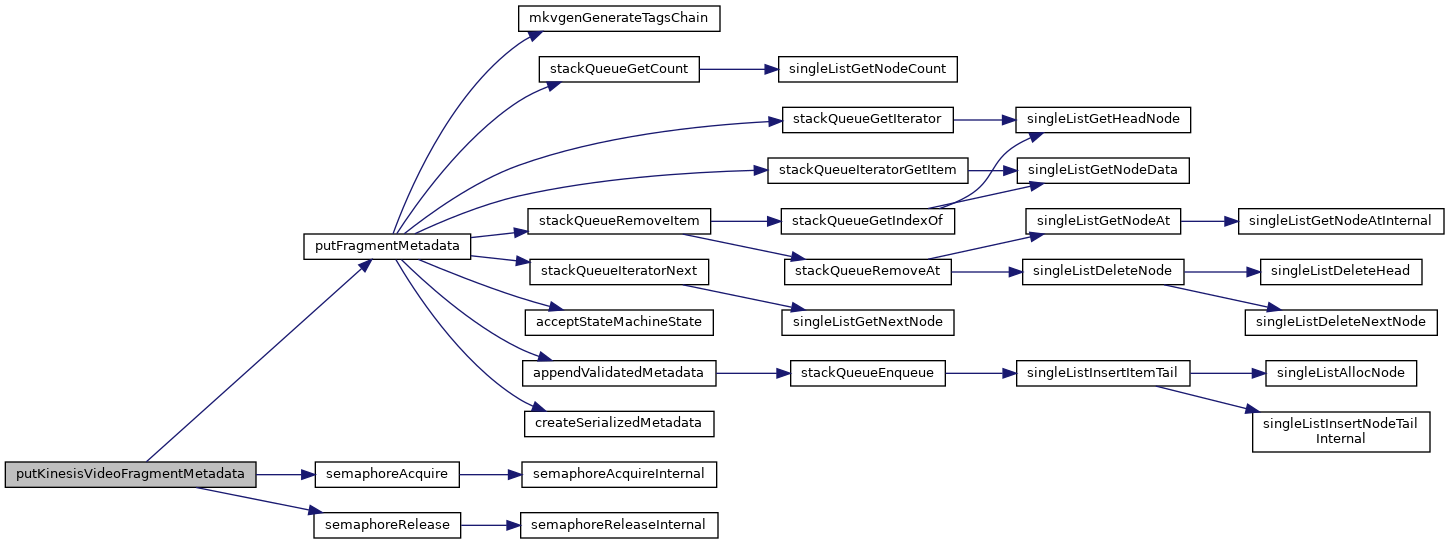 mkvgenGenerateTagsChain
stackQueueGetCount
singleListGetNodeCount
stackQueueGetIterator
singleListGetHeadNode
stackQueueIteratorGetItem
singleListGetNodeData
stackQueueRemoveItem
stackQueueGetIndexOf
singleListGetNodeAt
singleListGetNodeAtInternal
putFragmentMetadata
stackQueueIteratorNext
stackQueueRemoveAt
singleListDeleteNode
singleListDeleteHead
acceptStateMachineState
singleListGetNextNode
singleListDeleteNextNode
appendValidatedMetadata
stackQueueEnqueue
singleListInsertItemTail
singleListAllocNode
createSerializedMetadata
singleListInsertNodeTail
Internal
putKinesisVideoFragmentMetadata
semaphoreAcquire
semaphoreAcquireInternal
semaphoreRelease
semaphoreReleaseInternal